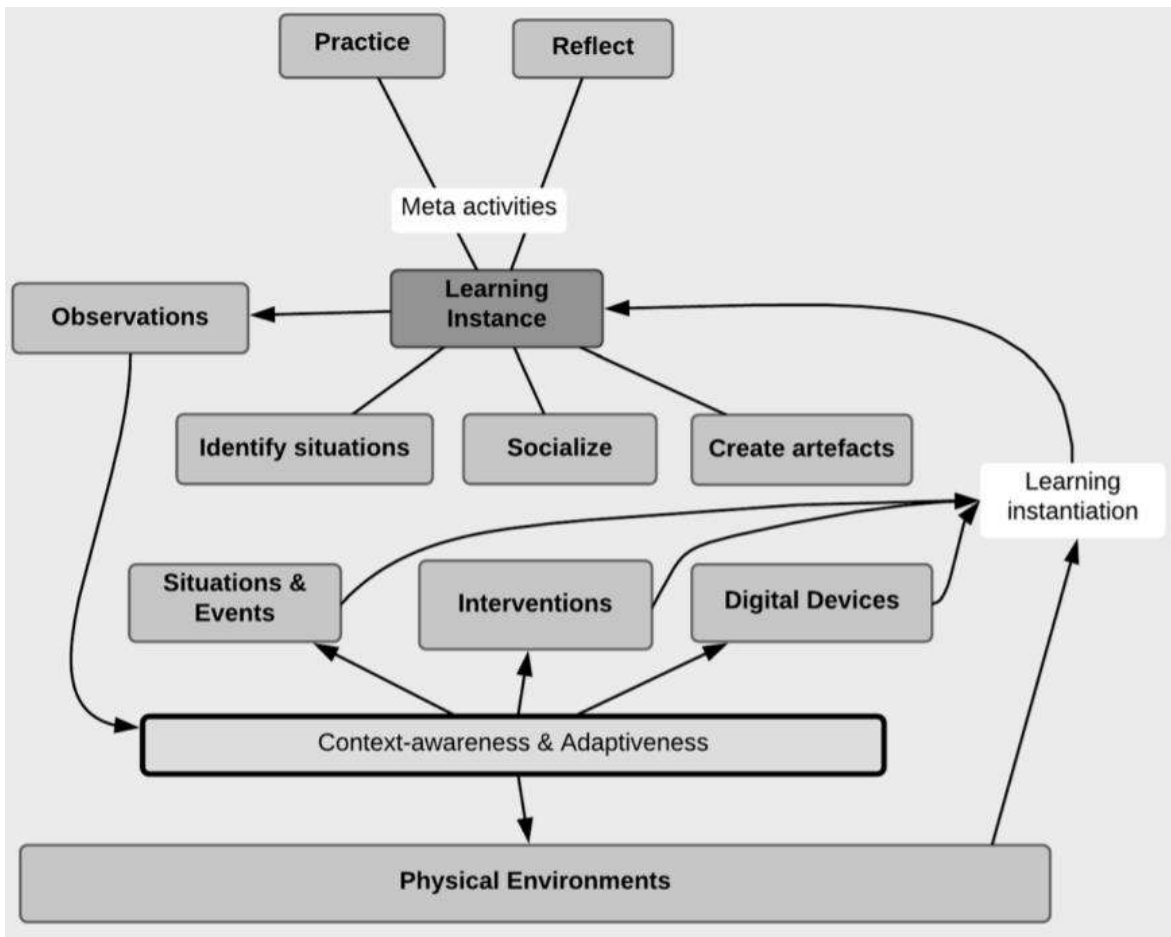 Practice
Reflect
Meta activities
Learning
Instance
Observations
Identify situations
Socialize
Create artefacts
Learning
instantiation
Situations &
Events
Interventions
Digital Devices
Context-awareness & Adaptiveness
Physical Environments